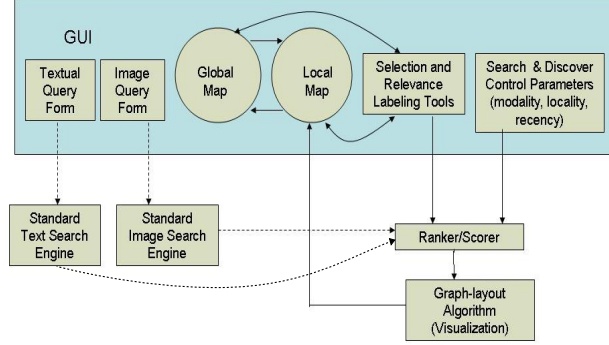 GUI
Textual
Query
Form
Image
Query
Form
Global
Map
Local
Map
Selection and
Relevance
Labeling Tools
Search & Discover
Control Parameters
(modality, locality,
recency)
Standard
Text Search
Engine
Standard
Image Search
Engine
Ranker/Scorer
Graph-layout
Algorithm
(Visualization)